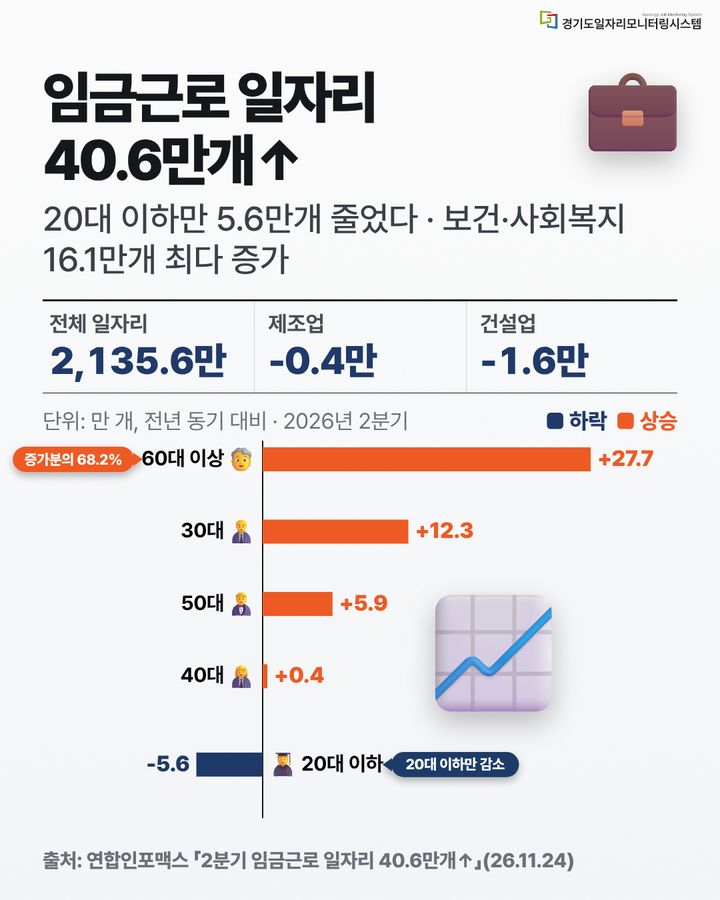 Gyeonggi Job Monitoring System
경기도일자리모니터링시스템
임금근로 일자리
40.6만개↑
20대 이하만 5.6만개 줄었다 · 보건·사회복지
16.1만개 최다 증가
전체 일자리
2,135.6만
제조업
-0.4만
건설업
-1.6만
단위: 만 개, 전년 동기 대비 · 2026년 2분기
하락 상승
증가분의 68.2% 60대 이상 +27.7
30대 +12.3
50대 +5.9
40대 +0.4
-5.6 20대 이하 20대 이하만 감소
출처: 연합인포맥스 「2분기 임금근로 일자리 40.6만개↑」(26.11.24)